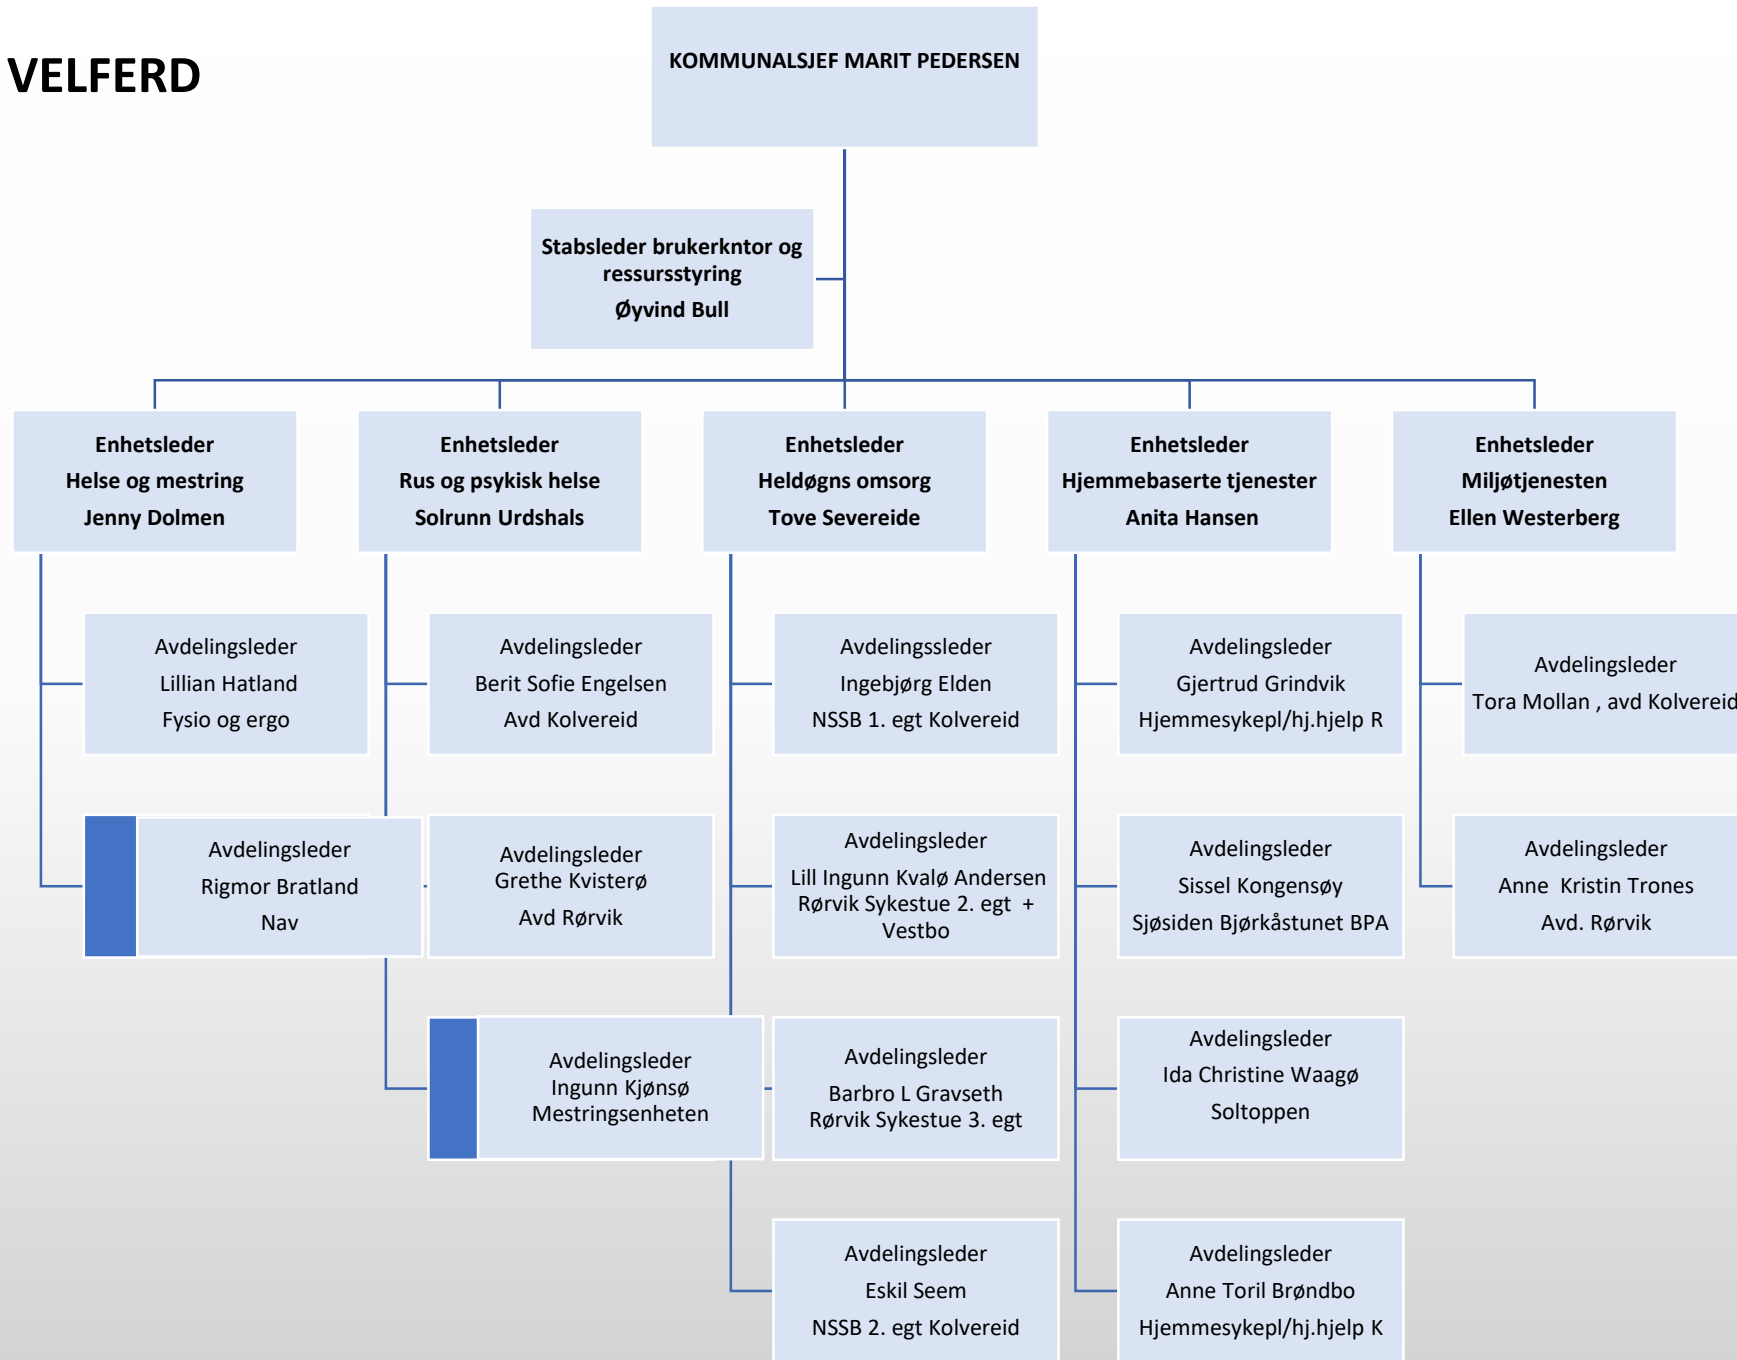 VELFERD
KOMMUNALSJEF MARIT PEDERSEN
Stabsleder brukerkntor og
ressursstyring
Øyvind Bull
Enhetsleder
Helse og mestring
Jenny Dolmen
Enhetsleder
Rus og psykisk helse
Solrunn Urdshals
Enhetsleder
Heldøgns omsorg
Tove Severeide
Enhetsleder
Hjemmebaserte tjenester
Anita Hansen
Enhetsleder
Miljøtjenesten
Ellen Westerberg
Avdelingsleder
Lillian Hatland
Fysio og ergo
Avdelingsleder
Berit Sofie Engelsen
Avd Kolvereid
Avdelingssleder
Ingebjørg Elden
NSSB 1. egt Kolvereid
Avdelingsleder
Gjertrud Grindvik
Hjemmesykepl/hj.hjelp R
Avdelingsleder
Tora Mollan , avd Kolvereid
Avdelingsleder
Rigmor Bratland
Nav
Avdelingsleder
Grethe Kvisterø
Avd Rørvik
Avdelingsleder
Lill Ingunn Kvalø Andersen
Rørvik Sykestue 2. egt +
Vestbo
Avdelingsleder
Sissel Kongensøy
Sjøsiden Bjørkåstunet BPA
Avdelingsleder
Anne Kristin Trones
Avd. Rørvik
Avdelingsleder
Ingunn Kjønsø
Mestringsenheten
Avdelingsleder
Barbro L Gravseth
Rørvik Sykestue 3. egt
Avdelingsleder
Ida Christine Waagø
Soltoppen
Avdelingsleder
Eskil Seem
NSSB 2. egt Kolvereid
Avdelingsleder
Anne Toril Brøndbo
Hjemmesykepl/hj.hjelp K